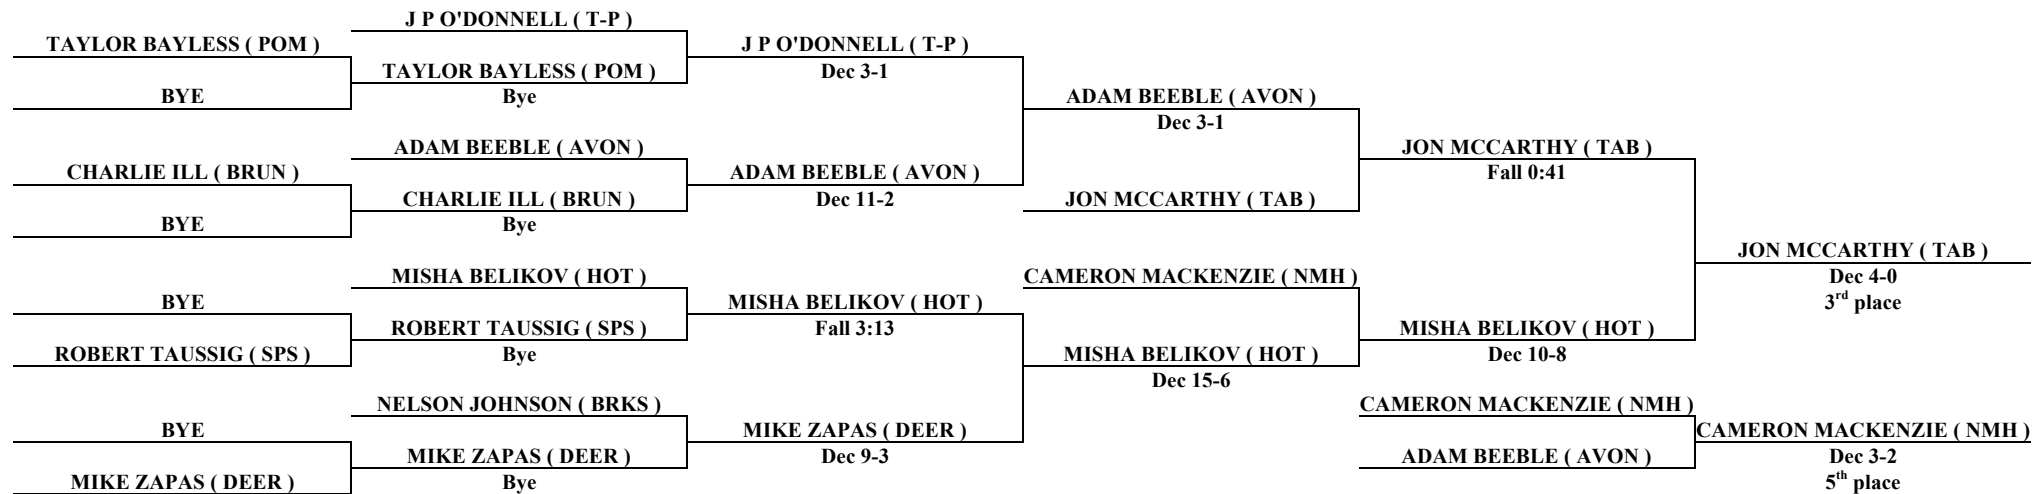 J P O'DONNELL ( T-P )
TAYLOR BAYLESS ( POM )
J P O'DONNELL ( T-P )
TAYLOR BAYLESS ( POM )
Dec 3-1
BYE
Bye
ADAM BEEBLE ( AVON )
Dec 3-1
ADAM BEEBLE ( AVON )
JON MCCARTHY ( TAB )
CHARLIE ILL ( BRUN )
ADAM BEEBLE ( AVON )
Fall 0:41
CHARLIE ILL ( BRUN )
Dec 11-2
JON MCCARTHY ( TAB )
BYE
Bye
JON MCCARTHY ( TAB )
MISHA BELIKOV ( HOT )
CAMERON MACKENZIE ( NMH )
Dec 4-0
BYE
MISHA BELIKOV ( HOT )
3rd place
ROBERT TAUSSIG ( SPS )
Fall 3:13
MISHA BELIKOV ( HOT )
ROBERT TAUSSIG ( SPS )
Bye
MISHA BELIKOV ( HOT )
Dec 10-8
Dec 15-6
NELSON JOHNSON ( BRKS )
CAMERON MACKENZIE ( NMH )
BYE
MIKE ZAPAS ( DEER )
CAMERON MACKENZIE ( NMH )
MIKE ZAPAS ( DEER )
Dec 9-3
ADAM BEEBLE ( AVON )
Dec 3-2
MIKE ZAPAS ( DEER )
Bye
5th place